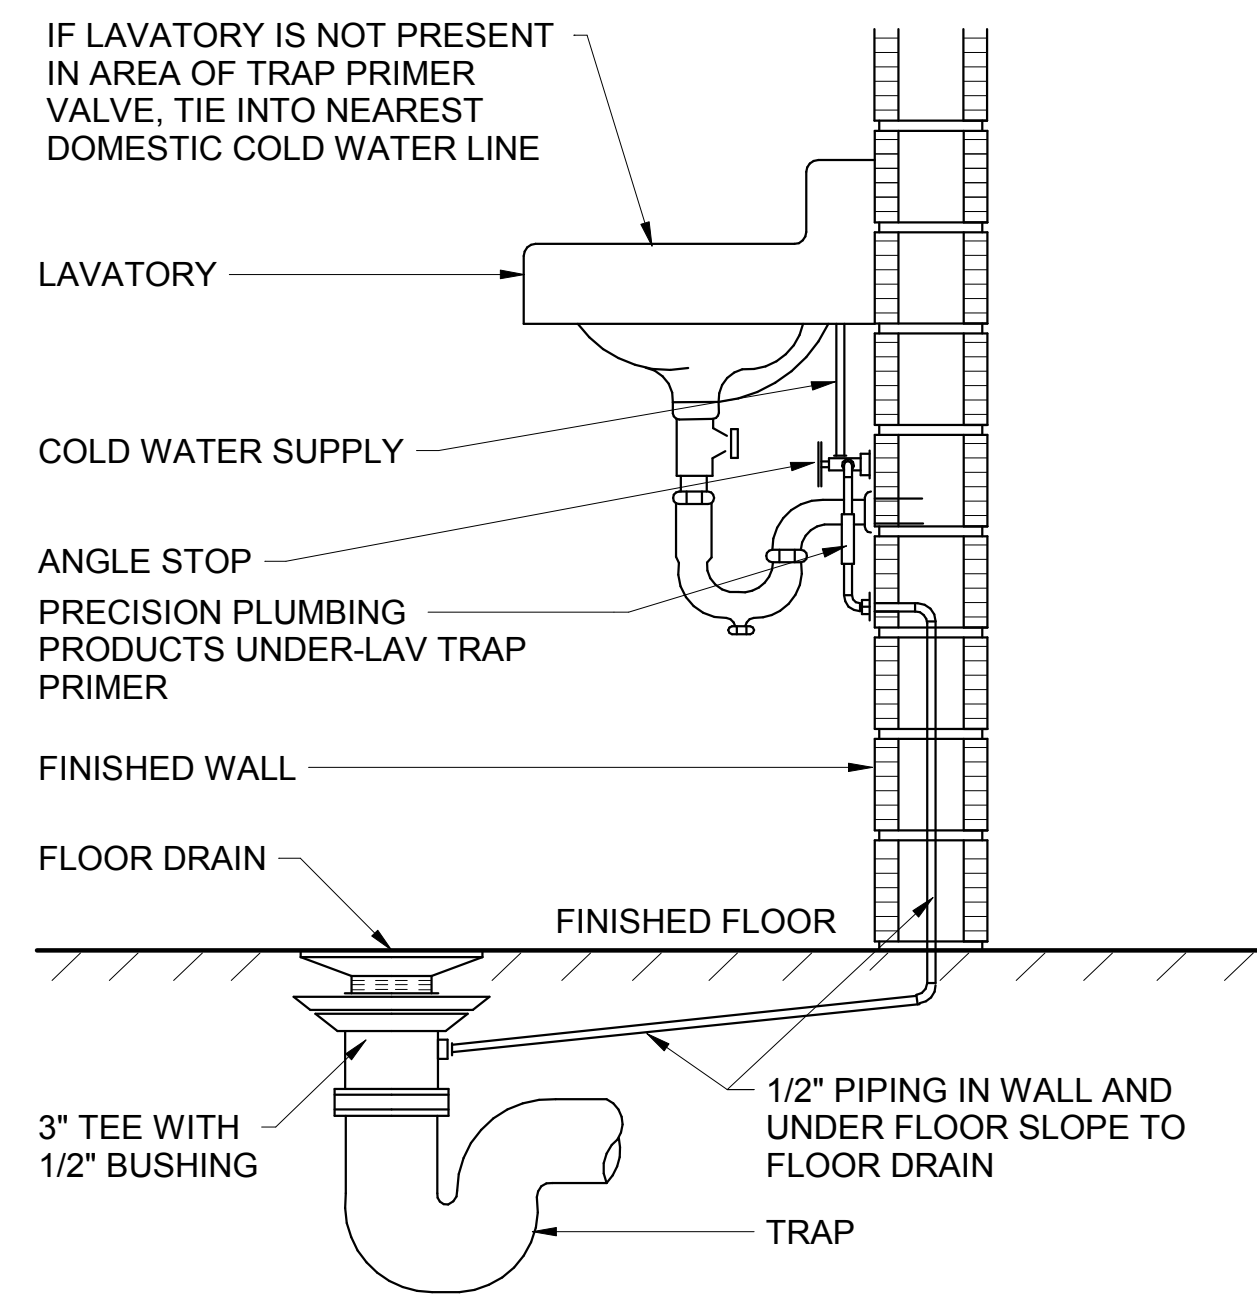 IF LAVATORY IS NOT PRESENT
IN AREA OF TRAP PRIMER
VALVE, TIE INTO NEAREST
DOMESTIC COLD WATER LINE
LAVATORY
COLD WATER SUPPLY
ANGLE STOP
PRECISION PLUMBING
PRODUCTS UNDER-LAV TRAP
PRIMER
FINISHED WALL
FLOOR DRAIN
FINISHED FLOOR
3" TEE WITH
1/2" BUSHING
1/2" PIPING IN WALL AND
UNDER FLOOR SLOPE TO
FLOOR DRAIN
TRAP